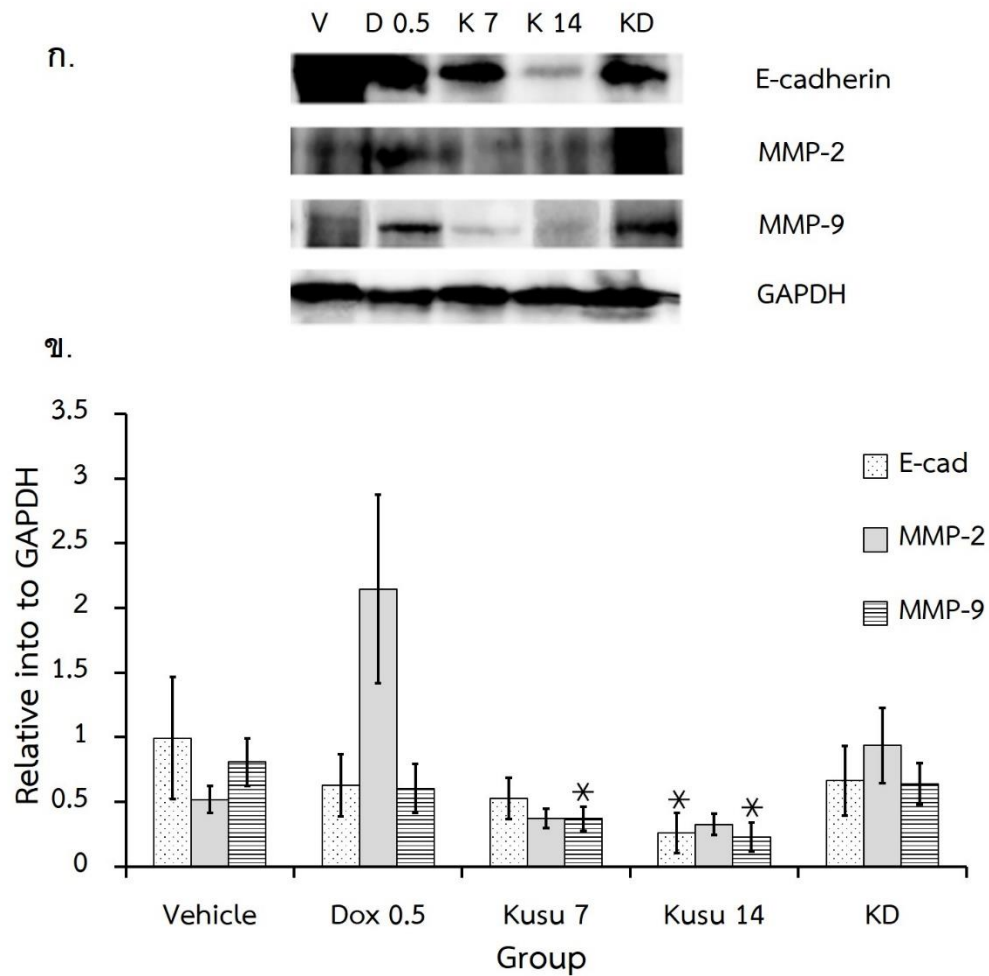 V D 0.5 K 7 K 14 KD
ก.
E-cadherin
MMP-2
MMP-9
GAPDH
ข.
3.5
3
2.5
2
1.5
1
0.5
0
Relative into to GAPDH
E-cad
MMP-2
MMP-9
* * *
Vehicle Dox 0.5 Kusu 7 Kusu 14 KD
Group